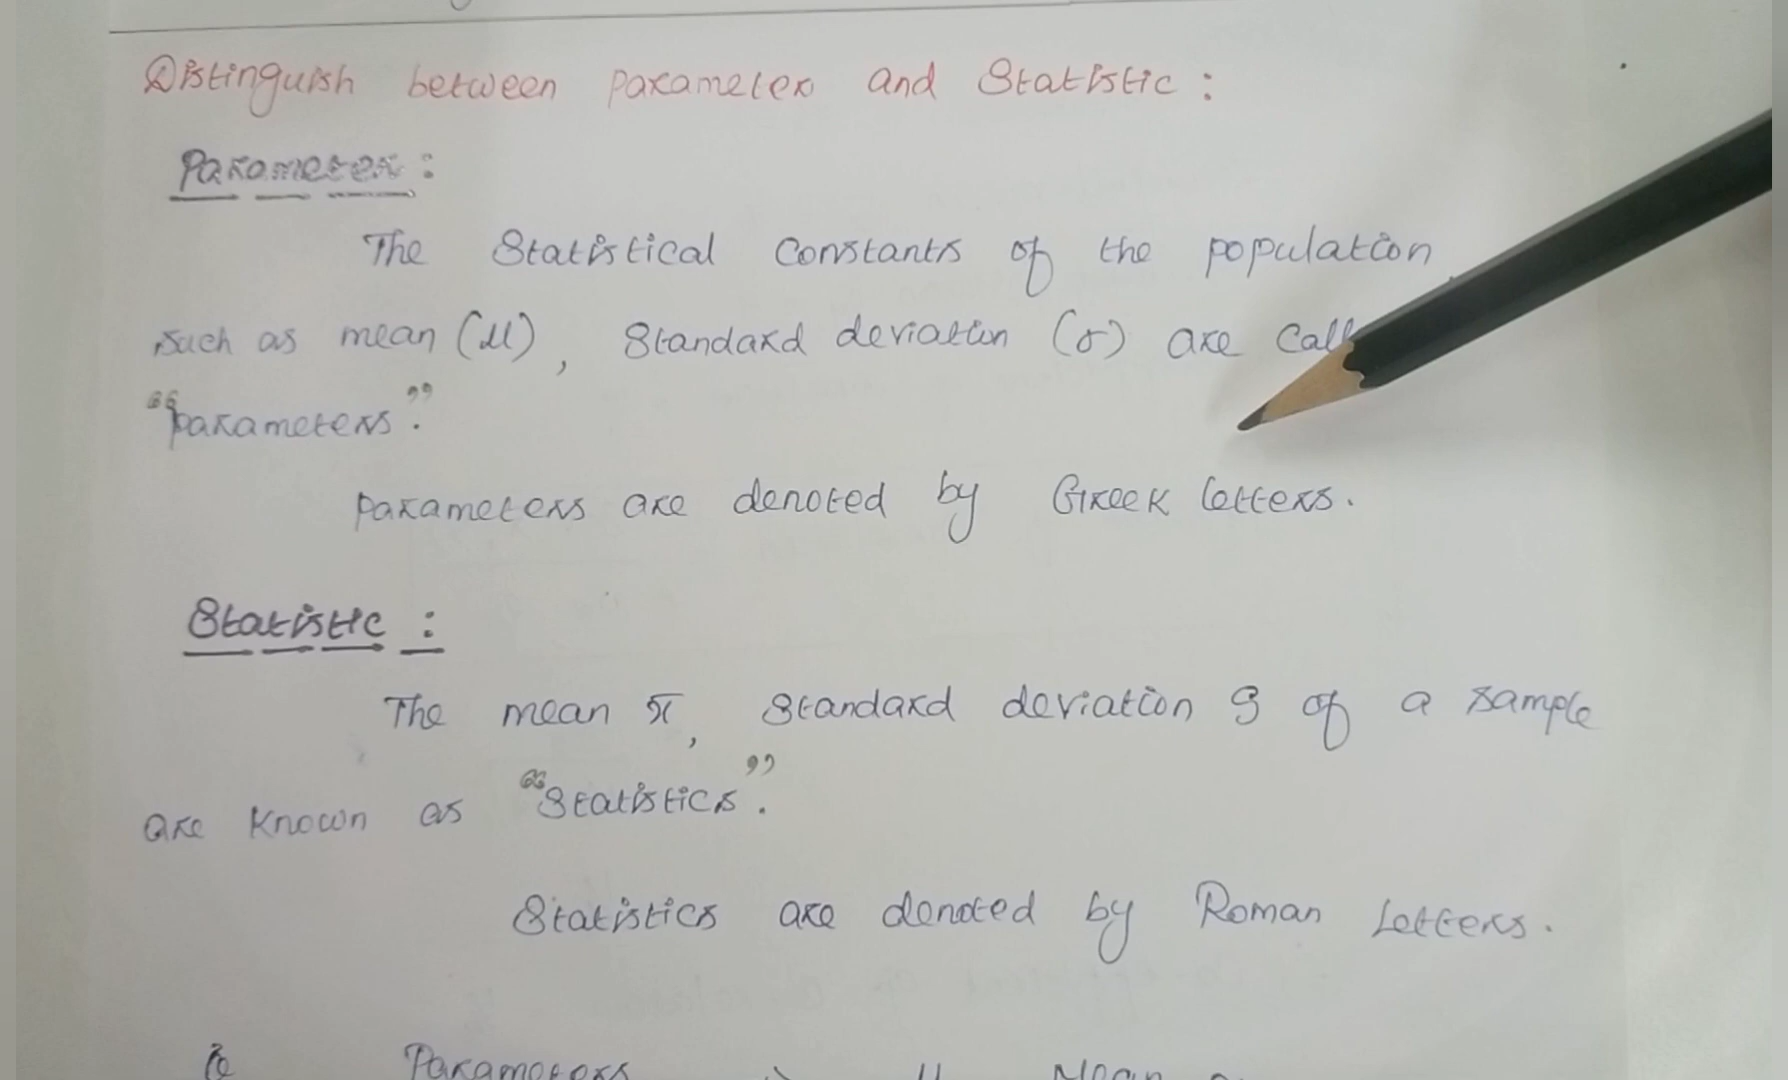 Distinguish between parameter and Statistic :
Parameter :
The Statistical Constants of the population
such as mean (μ), Standard deviation (σ) are Call
"parameters."
parameters are denoted by Greek letters.
Statistic :
The mean x̄, Standard deviation S of a sample
are known as "Statistics."
Statistics are denoted by Roman Letters.
Parameters Mean